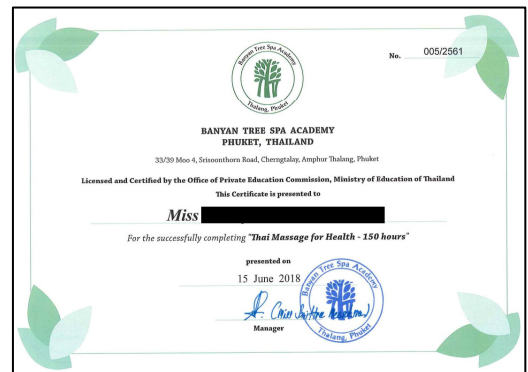 Banyan Tree Spa Academy
Thalang, Phuket
No. 005/2561
BANYAN TREE SPA ACADEMY
PHUKET, THAILAND
33/39 Moo 4, Srisoonthorn Road, Cherngtalay, Amphur Thalang, Phuket
Licensed and Certified by the Office of Private Education Commission, Ministry of Education of Thailand
This Certificate is presented to
Miss
For the successfully completing "Thai Massage for Health - 150 hours"
presented on
15 June 2018
Banyan Tree Spa Academy
(Miss
Manager
Thalang, Phuket